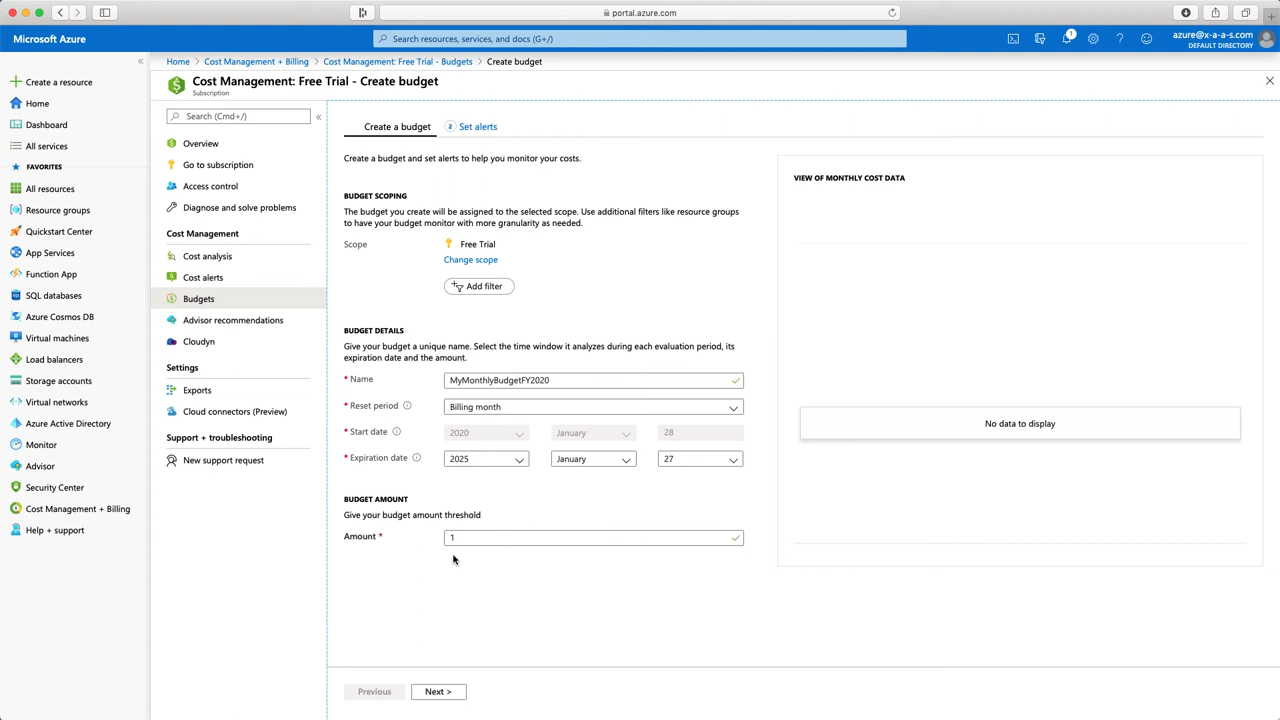 portal.azure.com
Microsoft Azure
Search resources, services, and docs (G+/)
1
azure@x-a-a-s.com
DEFAULT DIRECTORY
«
Create a resource
Home
Dashboard
All services
FAVORITES
All resources
Resource groups
Quickstart Center
App Services
Function App
SQL databases
Azure Cosmos DB
Virtual machines
Load balancers
Storage accounts
Virtual networks
Azure Active Directory
Monitor
Advisor
Security Center
Cost Management + Billing
Help + support
Home > Cost Management + Billing > Cost Management: Free Trial - Budgets > Create budget
Cost Management: Free Trial - Create budget
Subscription
Search (Cmd+/)
«
Overview
Go to subscription
Access control
Diagnose and solve problems
Cost Management
Cost analysis
Cost alerts
Budgets
Advisor recommendations
Cloudyn
Settings
Exports
Cloud connectors (Preview)
Support + troubleshooting
New support request
Create a budget
2 Set alerts
Create a budget and set alerts to help you monitor your costs.
BUDGET SCOPING
The budget you create will be assigned to the selected scope. Use additional filters like resource groups
to have your budget monitor with more granularity as needed.
Scope Free Trial
Change scope
Add filter
BUDGET DETAILS
Give your budget a unique name. Select the time window it analyzes during each evaluation period, its
expiration date and the amount.
* Name MyMonthlyBudgetFY2020
* Reset period Billing month
* Start date 2020 January 28
* Expiration date 2025 January 27
BUDGET AMOUNT
Give your budget amount threshold
Amount * 1
Previous
Next >
VIEW OF MONTHLY COST DATA
No data to display